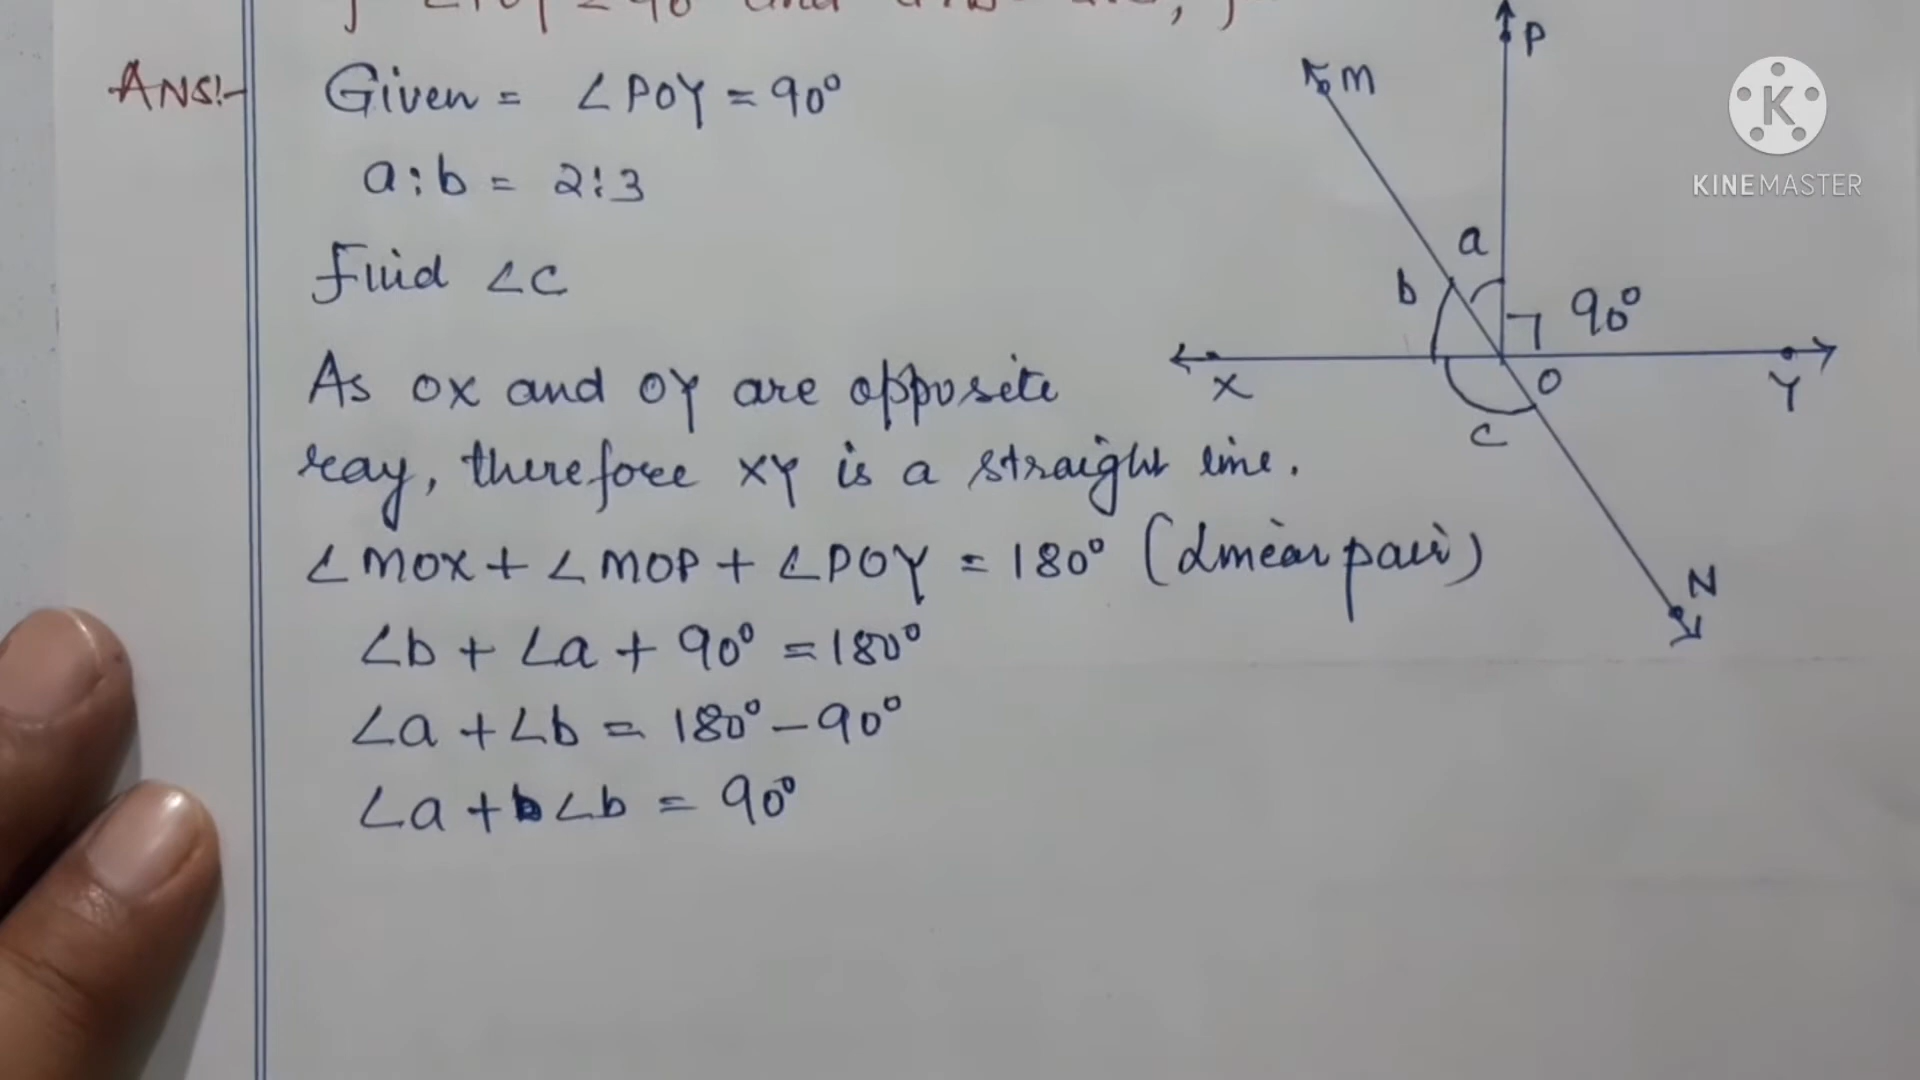 ANS:-
Given = ∠POY = 90°
a:b = 2:3
Find ∠C
As OX and OY are opposite
ray, therefore XY is a straight line.
∠MOX + ∠MOP + ∠POY = 180° (Linear pair)
∠b + ∠a + 90° = 180°
∠a + ∠b = 180° - 90°
∠a + ∠b = 90°
M
P
a
b
90°
X
O
Y
C
N
K
KINEMASTER